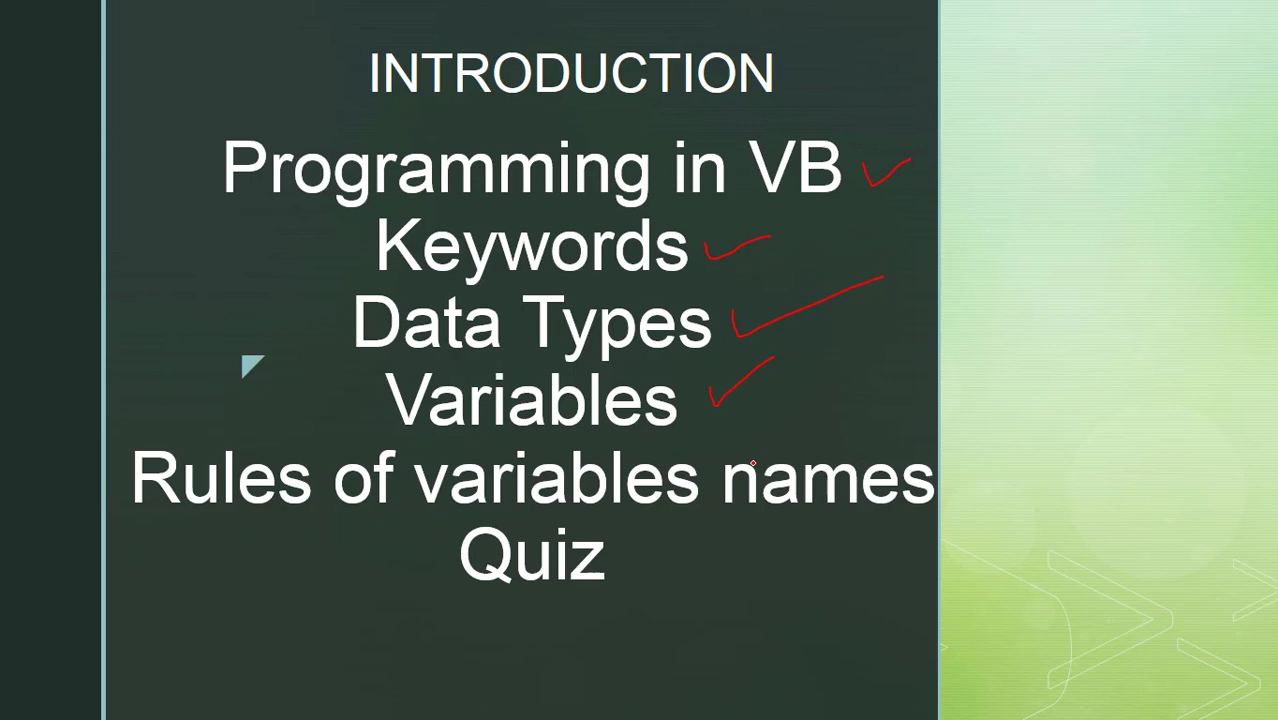 INTRODUCTION
Programming in VB
Keywords
Data Types
Variables
Rules of variables names
Quiz